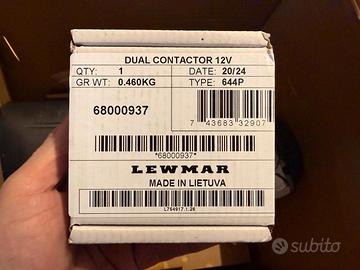 DUAL CONTACTOR 12V
QTY: 1 DATE: 20/24
GR WT: 0.460KG TYPE: 644P
68000937
7 43683 32907
*68000937*
LEWMAR
MADE IN LIETUVA
L754917.1.26
subito